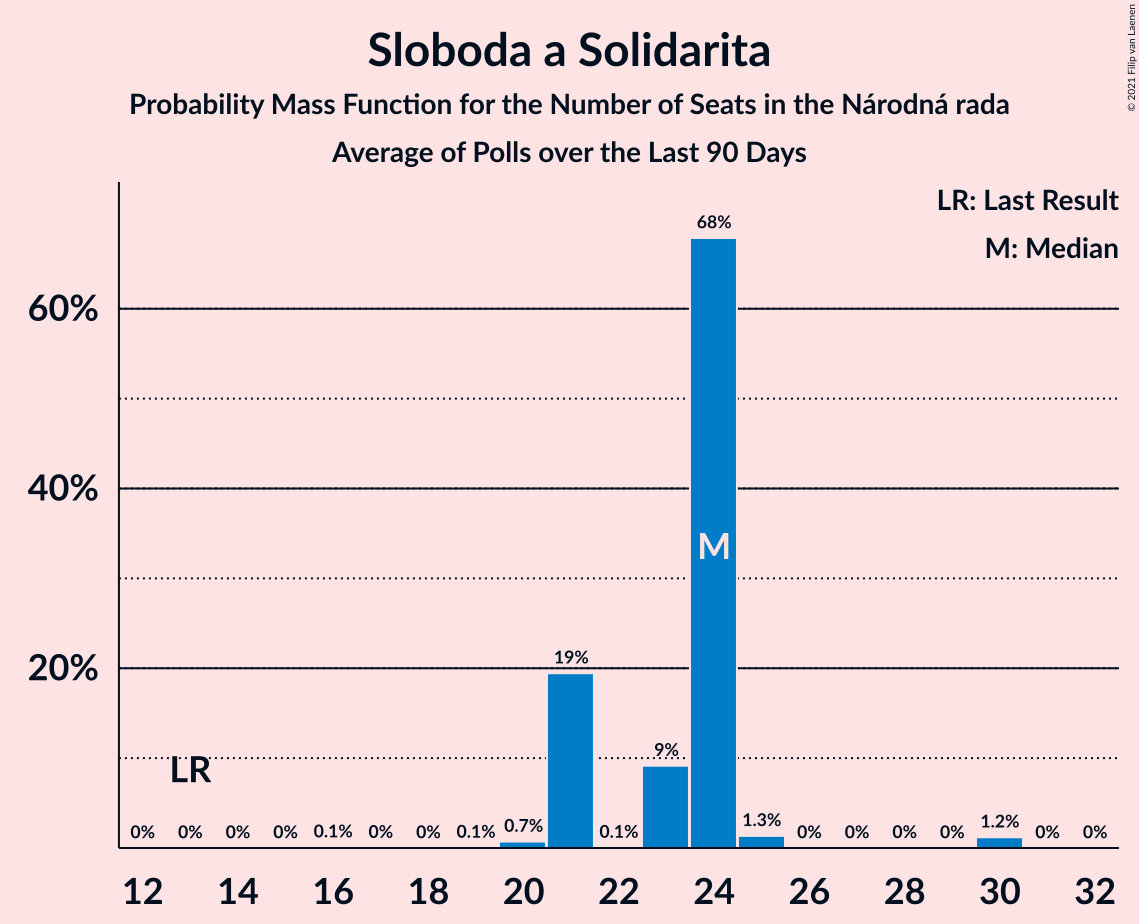 Sloboda a Solidarita
Probability Mass Function for the Number of Seats in the Národná rada
Average of Polls over the Last 90 Days
© 2021 Filip van Laenen
LR: Last Result
M: Median
68%
60%
40%
M
20%
19%
9%
LR
0% 0% 0% 0% 0.1% 0% 0% 0.1% 0.7% 0.1% 1.3% 0% 0% 0% 0% 1.2% 0% 0%
12 14 16 18 20 22 24 26 28 30 32